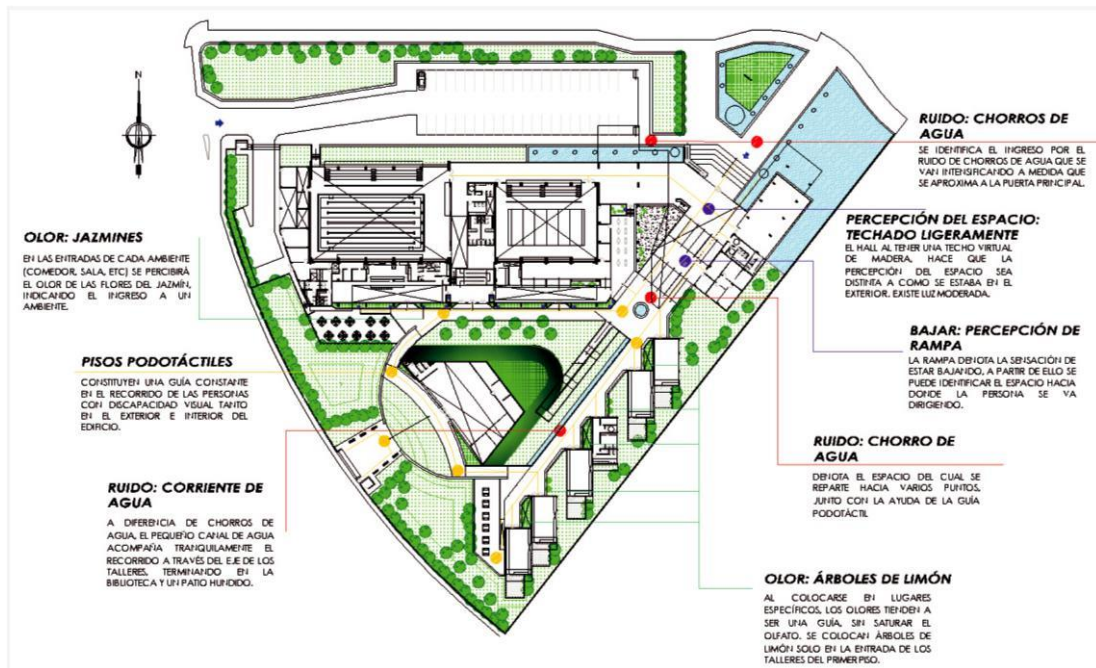 N
RUIDO: CHORROS DE
AGUA
SE IDENTIFICA EL INGRESO POR EL
RUIDO DE CHORROS DE AGUA QUE SE
VAN INTENSIFICANDO A MEDIDA QUE
SE APROXIMA A LA PUERTA PRINCIPAL.
PERCEPCIÓN DEL ESPACIO:
TECHADO LIGERAMENTE
EL HALL AL TENER UNA TECHO VIRTUAL
DE MADERA, HACE QUE LA
PERCEPCIÓN DEL ESPACIO SEA
DISTINTA A COMO SE ESTABA EN EL
EXTERIOR. EXISTE LUZ MODERADA.
OLOR: JAZMINES
EN LAS ENTRADAS DE CADA AMBIENTE
(COMEDOR, SALA, ETC) SE PERCIBIRÁ
EL OLOR DE LAS FLORES DEL JAZMÍN,
INDICANDO EL INGRESO A UN
AMBIENTE.
BAJAR: PERCEPCIÓN DE
RAMPA
LA RAMPA DENOTA LA SENSACIÓN DE
ESTAR BAJANDO, A PARTIR DE ELLO SE
PUEDE IDENTIFICAR EL ESPACIO HACIA
DONDE LA PERSONA SE VA
DIRIGIENDO.
PISOS PODOTÁCTILES
CONSTITUYEN UNA GUÍA CONSTANTE
EN EL RECORRIDO DE LAS PERSONAS
CON DISCAPACIDAD VISUAL TANTO
EN EL EXTERIOR E INTERIOR DEL
EDIFICIO.
RUIDO: CHORRO DE
AGUA
DENOTA EL ESPACIO DEL CUAL SE
REPARTE HACIA VARIOS PUNTOS,
JUNTO CON LA AYUDA DE LA GUÍA
PODOTÁCTIL
RUIDO: CORRIENTE DE
AGUA
A DIFERENCIA DE CHORROS DE
AGUA, EL PEQUEÑO CANAL DE AGUA
ACOMPAÑA TRANQUILAMENTE EL
RECORRIDO A TRAVÉS DEL EJE DE LOS
TALLERES, TERMINANDO EN LA
BIBLIOTECA Y UN PATIO HUNDIDO.
OLOR: ÁRBOLES DE LIMÓN
AL COLOCARSE EN LUGARES
ESPECÍFICOS, LOS OLORES TIENDEN A
SER UNA GUÍA, SIN SATURAR EL
OLFATO. SE COLOCAN ÁRBOLES DE
LIMÓN SOLO EN LA ENTRADA DE LOS
TALLERES DEL PRIMER PISO.